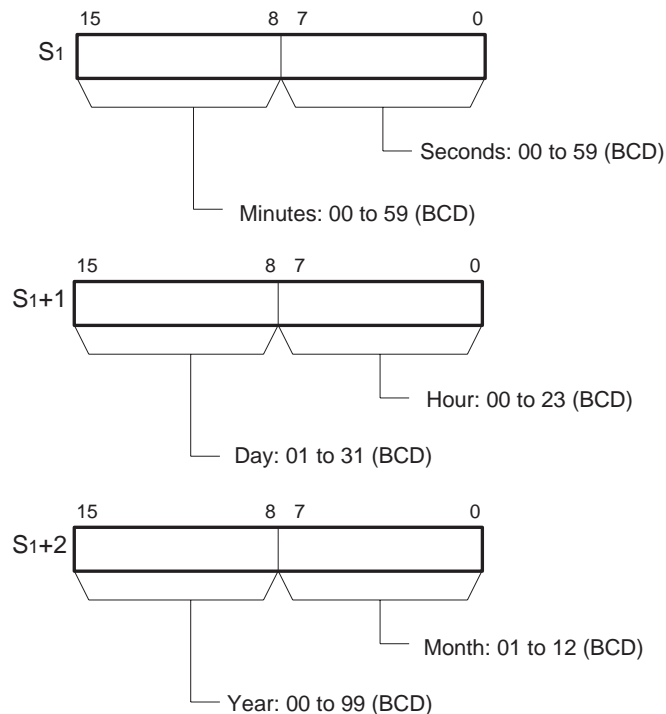 15 8 7 0
S1
Seconds: 00 to 59 (BCD)
Minutes: 00 to 59 (BCD)
15 8 7 0
S1+1
Hour: 00 to 23 (BCD)
Day: 01 to 31 (BCD)
15 8 7 0
S1+2
Month: 01 to 12 (BCD)
Year: 00 to 99 (BCD)